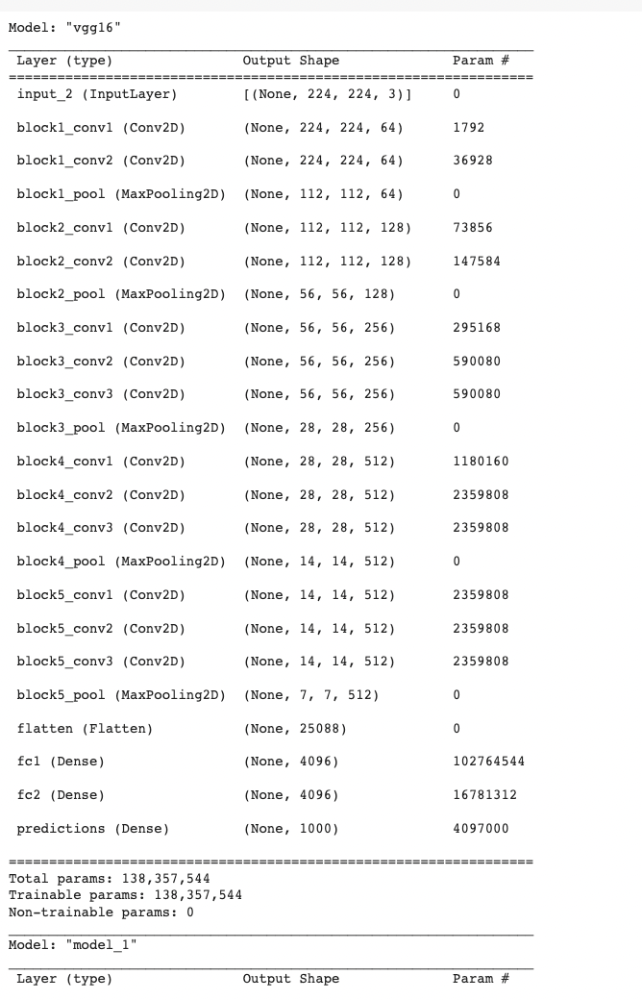 Model: "vgg16"
_________________________________________________________________
Layer (type) Output Shape Param #
=================================================================
input_2 (InputLayer) [(None, 224, 224, 3)] 0
block1_conv1 (Conv2D) (None, 224, 224, 64) 1792
block1_conv2 (Conv2D) (None, 224, 224, 64) 36928
block1_pool (MaxPooling2D) (None, 112, 112, 64) 0
block2_conv1 (Conv2D) (None, 112, 112, 128) 73856
block2_conv2 (Conv2D) (None, 112, 112, 128) 147584
block2_pool (MaxPooling2D) (None, 56, 56, 128) 0
block3_conv1 (Conv2D) (None, 56, 56, 256) 295168
block3_conv2 (Conv2D) (None, 56, 56, 256) 590080
block3_conv3 (Conv2D) (None, 56, 56, 256) 590080
block3_pool (MaxPooling2D) (None, 28, 28, 256) 0
block4_conv1 (Conv2D) (None, 28, 28, 512) 1180160
block4_conv2 (Conv2D) (None, 28, 28, 512) 2359808
block4_conv3 (Conv2D) (None, 28, 28, 512) 2359808
block4_pool (MaxPooling2D) (None, 14, 14, 512) 0
block5_conv1 (Conv2D) (None, 14, 14, 512) 2359808
block5_conv2 (Conv2D) (None, 14, 14, 512) 2359808
block5_conv3 (Conv2D) (None, 14, 14, 512) 2359808
block5_pool (MaxPooling2D) (None, 7, 7, 512) 0
flatten (Flatten) (None, 25088) 0
fc1 (Dense) (None, 4096) 102764544
fc2 (Dense) (None, 4096) 16781312
predictions (Dense) (None, 1000) 4097000
=================================================================
Total params: 138,357,544
Trainable params: 138,357,544
Non-trainable params: 0
_________________________________________________________________
Model: "model_1"
_________________________________________________________________
Layer (type) Output Shape Param #